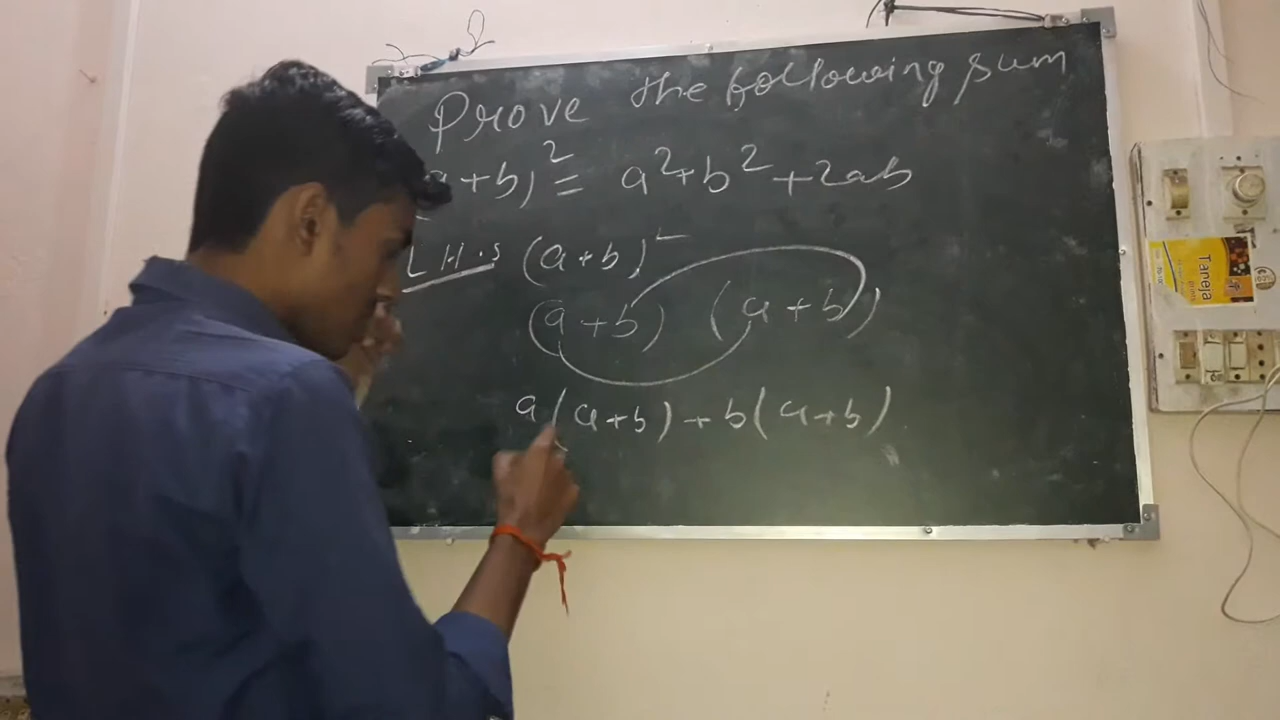 Prove the following sum
a + b)² = a² + b² + 2ab
L.H.S (a + b)²
(a + b) (a + b)
a(a + b) + b(a + b)
Taneja